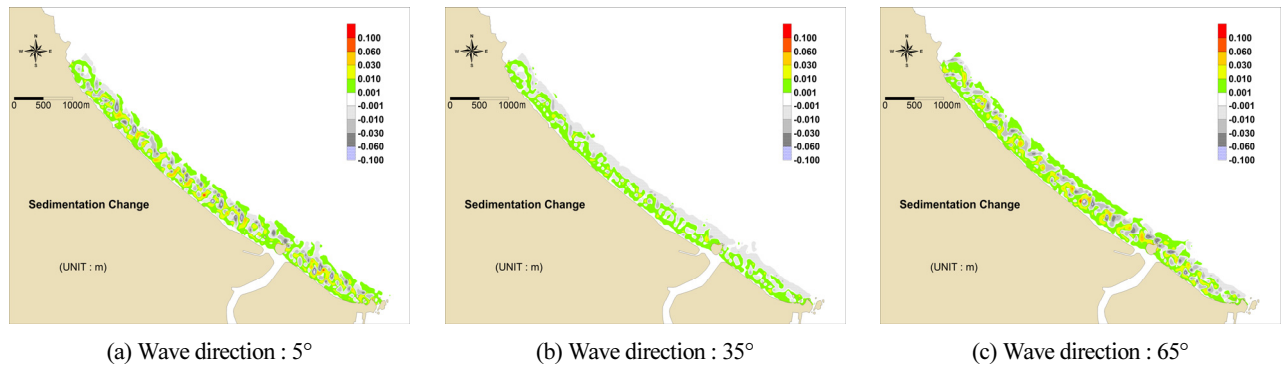 N
W E
S
0.100
0.060
0.030
0.010
0.001
-0.001
-0.010
-0.030
-0.060
-0.100
0 500 1000m
Sedimentation Change
(UNIT : m)
(a) Wave direction : 5°
N
W E
S
0.100
0.060
0.030
0.010
0.001
-0.001
-0.010
-0.030
-0.060
-0.100
0 500 1000m
Sedimentation Change
(UNIT : m)
(b) Wave direction : 35°
N
W E
S
0.100
0.060
0.030
0.010
0.001
-0.001
-0.010
-0.030
-0.060
-0.100
0 500 1000m
Sedimentation Change
(UNIT : m)
(c) Wave direction : 65°